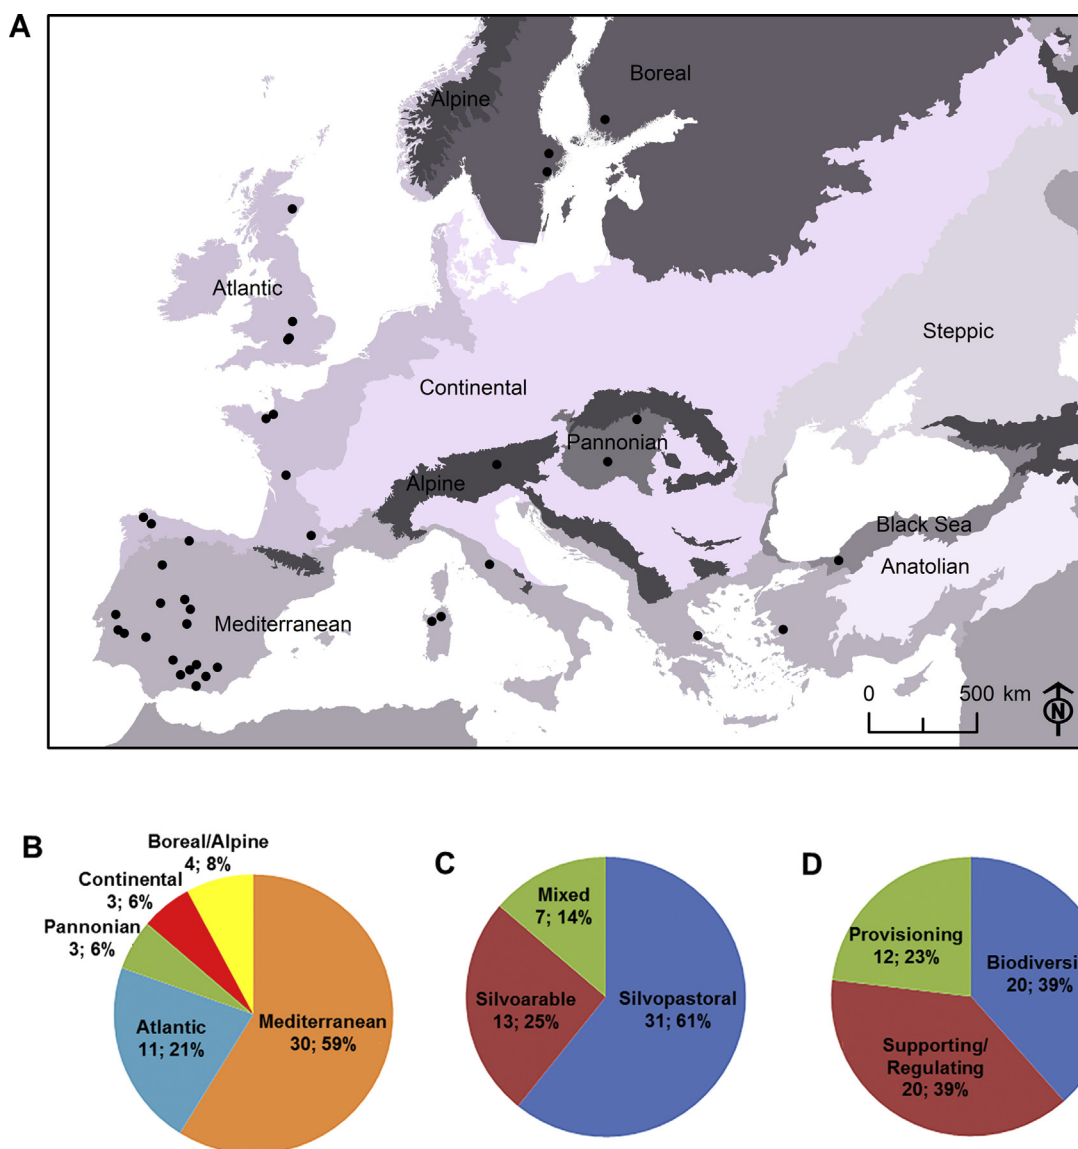 A
Boreal
Alpine
Atlantic
Steppic
Continental
Pannonian
Alpine
Black Sea
Anatolian
Mediterranean
0 500 km
N
B
Boreal/Alpine
4; 8%
Continental
3; 6%
Pannonian
3; 6%
Atlantic
11; 21%
Mediterranean
30; 59%
C
Mixed
7; 14%
Silvoarable
13; 25%
Silvopastoral
31; 61%
D
Provisioning
12; 23%
Biodiversi
20; 39%
Supporting/
Regulating
20; 39%